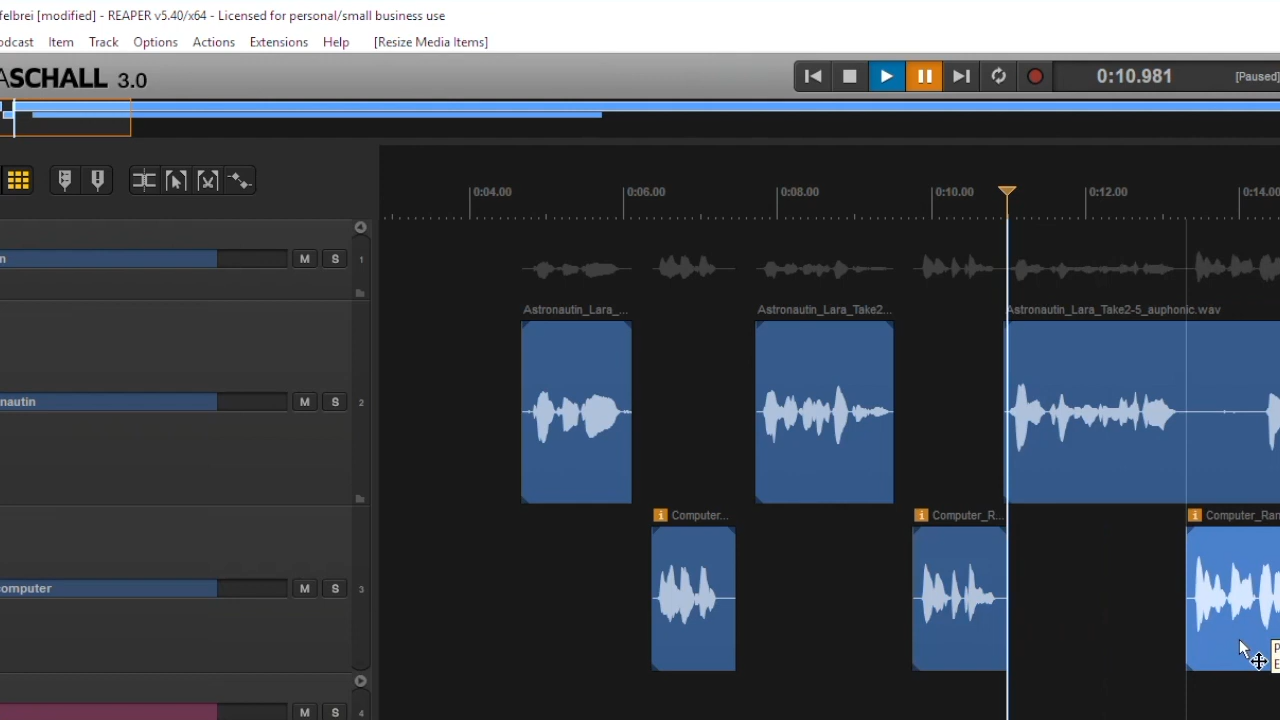 felbrei [modified] - REAPER v5.40/x64 - Licensed for personal/small business use
odcast Item Track Options Actions Extensions Help [Resize Media Items]
ASCHALL 3.0
0:10.981 [Paused]
0:04.00 0:06.00 0:08.00 0:10.00 0:12.00 0:14.00
n M S 1
Astronautin_Lara_... Astronautin_Lara_Take2... Astronautin_Lara_Take2-5_auphonic.wav
nautin M S 2
i Computer... i Computer_R... i Computer_Ran
omputer M S 3
P
E
M S 4